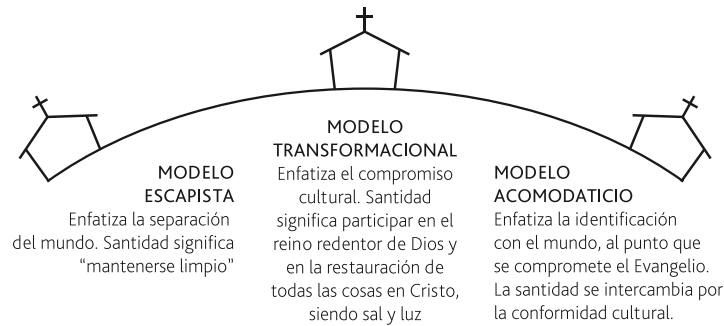 MODELO
ESCAPISTA
Enfatiza la separación
del mundo. Santidad significa
“mantenerse limpio”
MODELO
TRANSFORMACIONAL
Enfatiza el compromiso
cultural. Santidad
significa participar en el
reino redentor de Dios y
en la restauración de
todas las cosas en Cristo,
siendo sal y luz
MODELO
ACOMODATICIO
Enfatiza la identificación
con el mundo, al punto que
se compromete el Evangelio.
La santidad se intercambia por
la conformidad cultural.